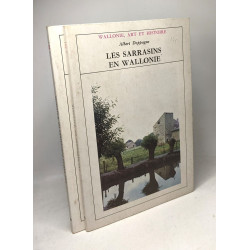 WALLONIE, ART ET HISTOIRE
Albert Doppagne
LES SARRASINS
EN WALLONIE